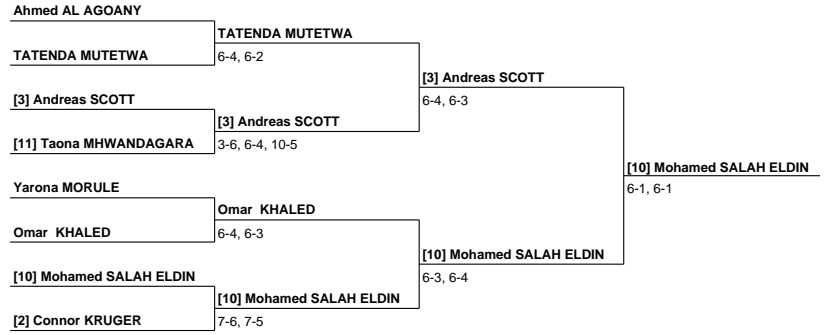 Ahmed AL AGOANY
TATENDA MUTETWA
TATENDA MUTETWA
6-4, 6-2
[3] Andreas SCOTT
[3] Andreas SCOTT
6-4, 6-3
[3] Andreas SCOTT
[11] Taona MHWANDAGARA
3-6, 6-4, 10-5
[10] Mohamed SALAH ELDIN
6-1, 6-1
Yarona MORULE
Omar KHALED
Omar KHALED
6-4, 6-3
[10] Mohamed SALAH ELDIN
6-3, 6-4
[10] Mohamed SALAH ELDIN
[10] Mohamed SALAH ELDIN
[2] Connor KRUGER
7-6, 7-5